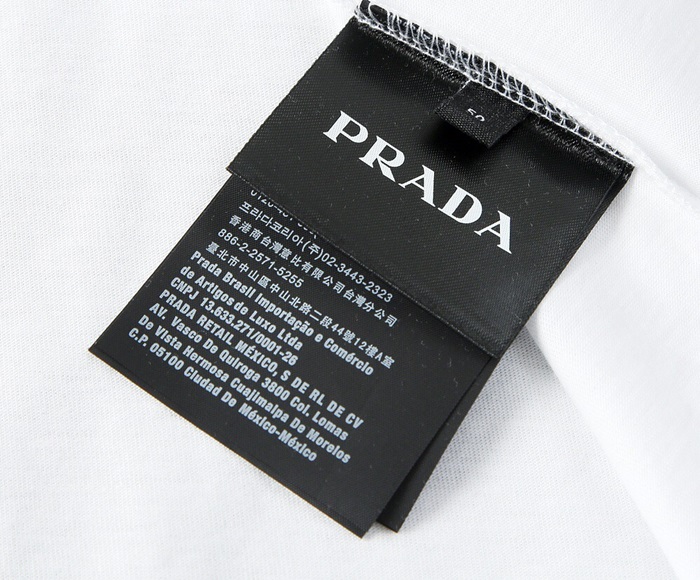 PRADA
프라다코리아(주)02-3443-2323
香港商台灣意比有限公司台灣分公司
886-2-2571-5255
臺北市中山區中山北路二段44號12樓A室
Prada Brasil Importação e Comércio
de Artigos de Luxo Ltda
CNPJ 13.633.271/0001-26
PRADA RETAIL MÉXICO, S DE RL DE CV
AV. Vasco De Quiroga 3800 Col. Lomas
De Vista Hermosa Cuajimalpa De Morelos
C.P. 05100 Ciudad De México-México